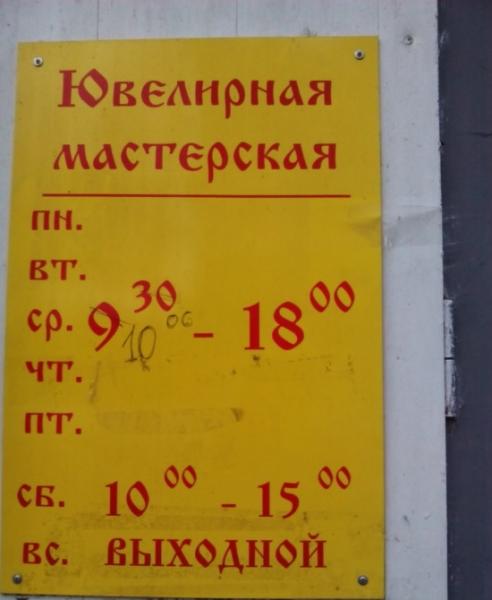 Ювелирная
мастерская
пн.
вт.
ср. 9 30 - 18 00
10 00
чт.
пт.
сб. 10 00 - 15 00
вс. выходной